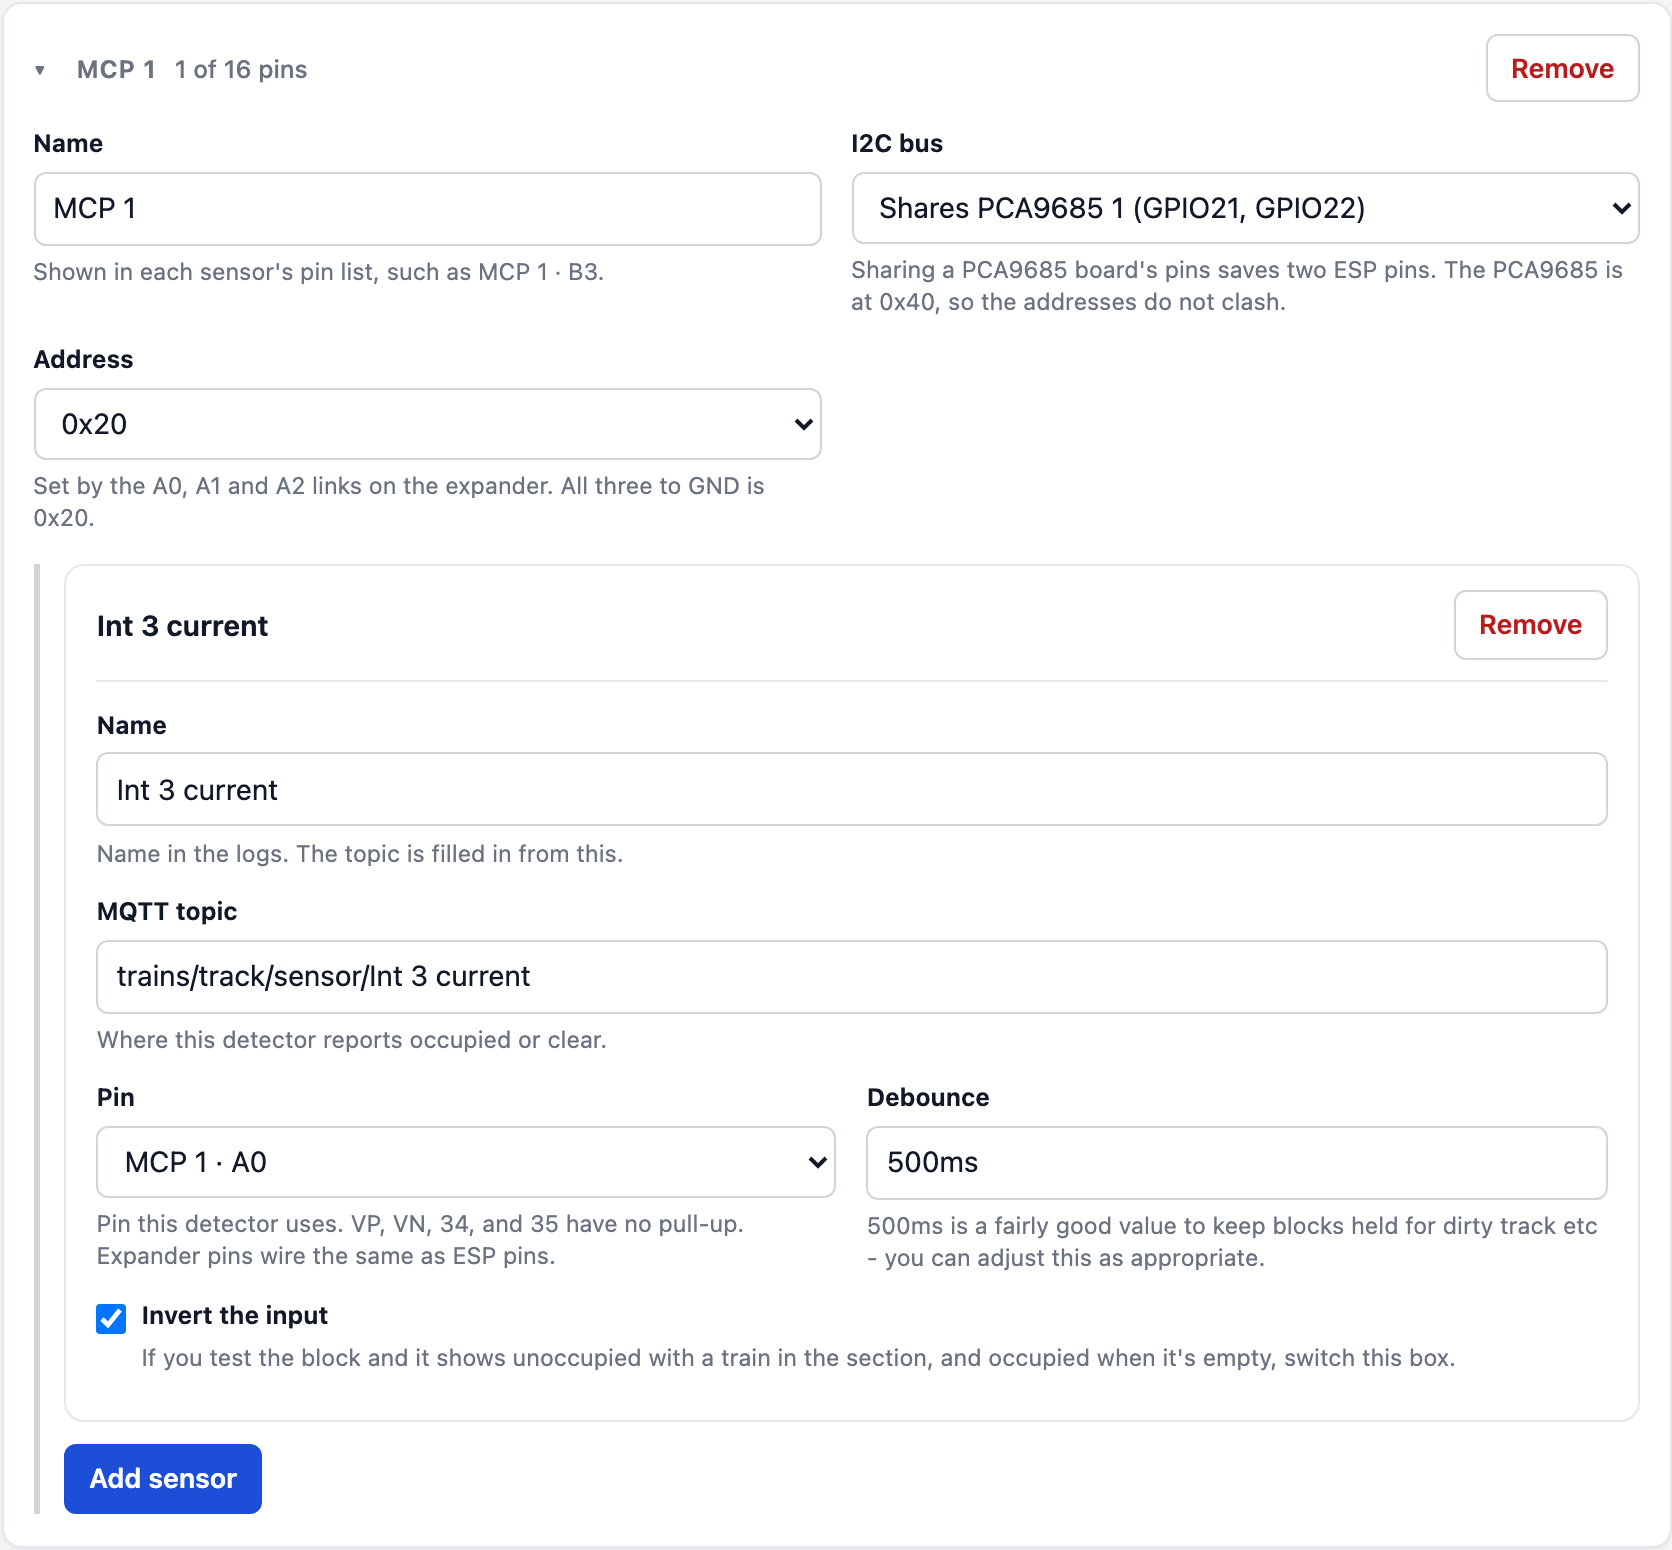 ▾ MCP 1 1 of 16 pins
Remove
Name
I2C bus
MCP 1
Shares PCA9685 1 (GPIO21, GPIO22)
Shown in each sensor's pin list, such as MCP 1 · B3.
Sharing a PCA9685 board's pins saves two ESP pins. The PCA9685 is
at 0x40, so the addresses do not clash.
Address
0x20
Set by the A0, A1 and A2 links on the expander. All three to GND is
0x20.
Int 3 current
Remove
Name
Int 3 current
Name in the logs. The topic is filled in from this.
MQTT topic
trains/track/sensor/Int 3 current
Where this detector reports occupied or clear.
Pin
Debounce
MCP 1 · A0
500ms
Pin this detector uses. VP, VN, 34, and 35 have no pull-up.
Expander pins wire the same as ESP pins.
500ms is a fairly good value to keep blocks held for dirty track etc
- you can adjust this as appropriate.
Invert the input
If you test the block and it shows unoccupied with a train in the section, and occupied when it's empty, switch this box.
Add sensor